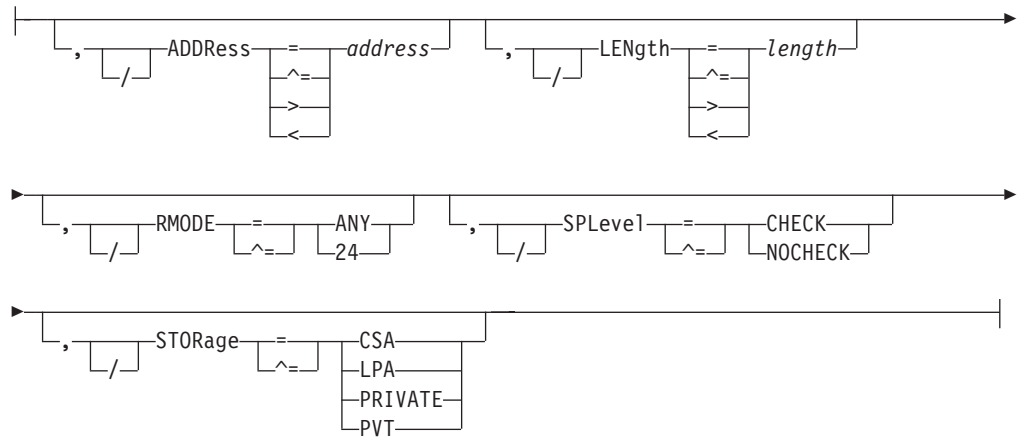 , / ADDRess = address , / LENgth = length
^= ^=
> >
< <
, / RMODE = ANY , / SPLevel = CHECK
^= 24 ^= NOCHECK
, / STORage = CSA
^= LPA
PRIVATE
PVT